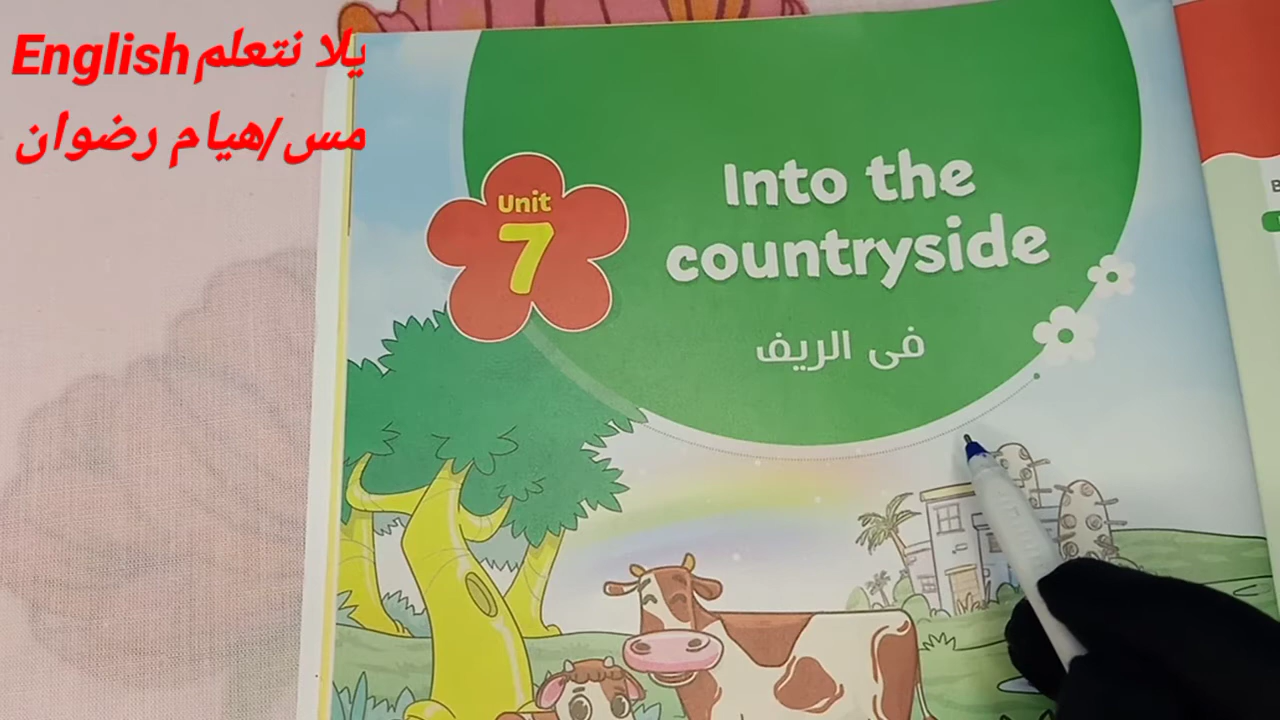 يلا نتعلم English
مس/هيام رضوان
Unit
7
Into the
countryside
فى الريف